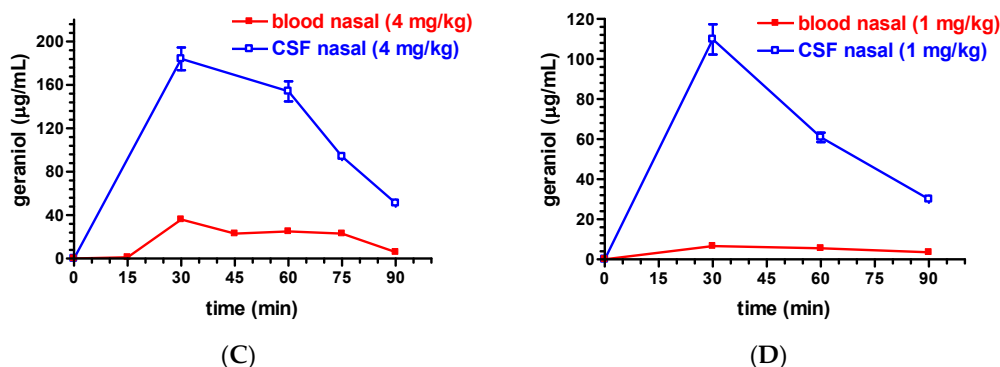 blood nasal (4 mg/kg)
CSF nasal (4 mg/kg)
geraniol (µg/mL)
200
160
120
80
40
0
0 15 30 45 60 75 90
time (min)
(C)
blood nasal (1 mg/kg)
CSF nasal (1 mg/kg)
geraniol (µg/mL)
120
100
80
60
40
20
0
0 15 30 45 60 75 90
time (min)
(D)